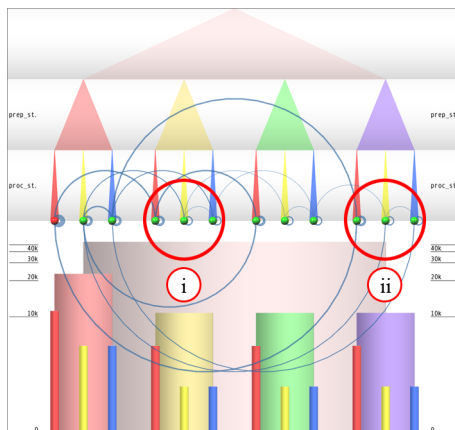 prep_st. prep_st.
proc_st. proc_st
40k 40k
30k 30k
20k 20k
i ii
10k 10k
0 0